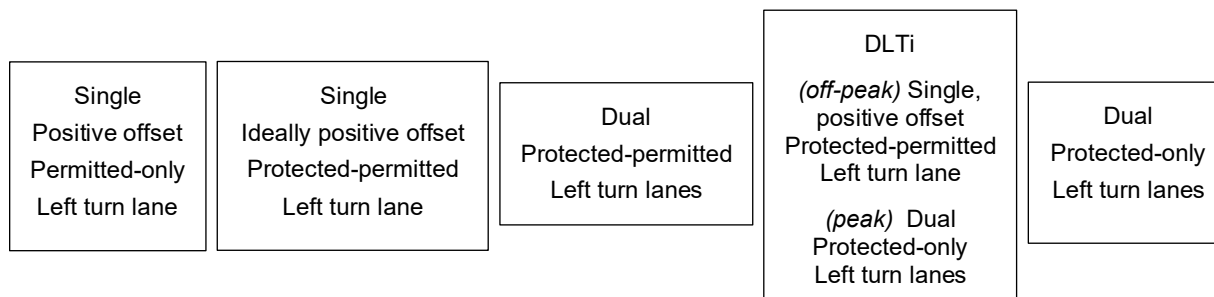 Single
Positive offset
Permitted-only
Left turn lane
Single
Ideally positive offset
Protected-permitted
Left turn lane
Dual
Protected-permitted
Left turn lanes
DLTi
(off-peak) Single,
positive offset
Protected-permitted
Left turn lane
(peak) Dual
Protected-only
Left turn lanes
Dual
Protected-only
Left turn lanes